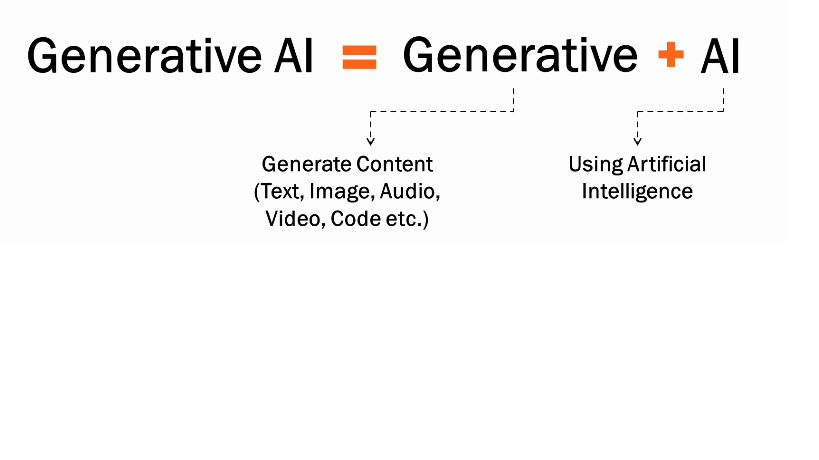 Generative AI = Generative + AI
Generate Content
(Text, Image, Audio,
Video, Code etc.)
Using Artificial
Intelligence